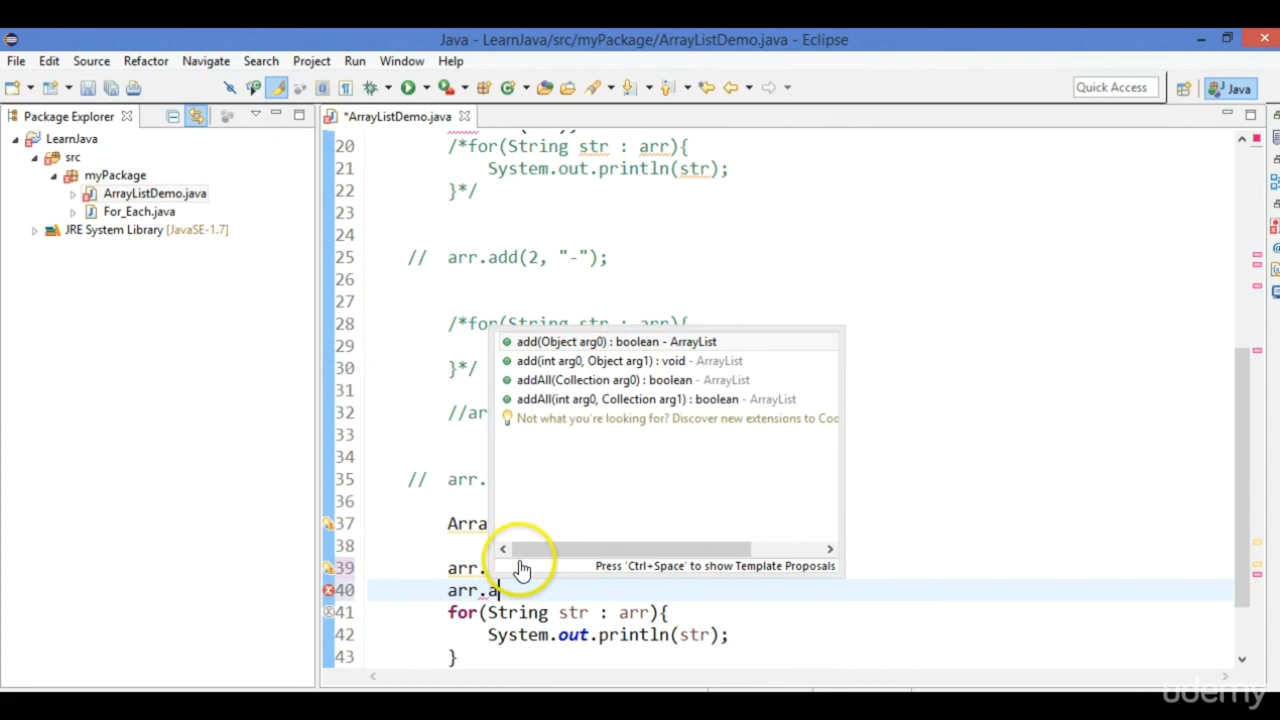 Java - LearnJava/src/myPackage/ArrayListDemo.java - Eclipse
File Edit Source Refactor Navigate Search Project Run Window Help
Quick Access
Java
Package Explorer
*ArrayListDemo.java
LearnJava
src
myPackage
ArrayListDemo.java
For_Each.java
JRE System Library [JavaSE-1.7]
20 /*for(String str : arr){
21 System.out.println(str);
22 }*/
23
24
25 // arr.add(2, "-");
26
27
28 /*for(String str : arr){
29
30 }*/
31
32 //ar
33
34
35 // arr.
36
37 Arra
38
39 arr.
40 arr.a
41 for(String str : arr){
42 System.out.println(str);
43 }
add(Object arg0) : boolean - ArrayList
add(int arg0, Object arg1) : void - ArrayList
addAll(Collection arg0) : boolean - ArrayList
addAll(int arg0, Collection arg1) : boolean - ArrayList
Not what you're looking for? Discover new extensions to Coc
Press 'Ctrl+Space' to show Template Proposals
udemy